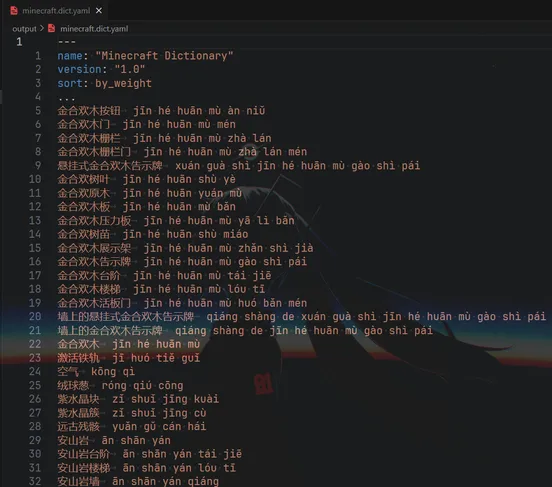 minecraft.dict.yaml ×
output > minecraft.dict.yaml
1 ---
1 name: "Minecraft Dictionary"
2 version: "1.0"
3 sort: by_weight
4 ...
5 金合欢木按钮→ jīn hé huān mù àn niǔ
6 金合欢木门→ jīn hé huān mù mén
7 金合欢木栅栏→ jīn hé huān mù zhà lán
8 金合欢木栅栏门→ jīn hé huān mù zhà lán mén
9 悬挂式金合欢木告示牌→ xuán guà shì jīn hé huān mù gào shì pái
10 金合欢树叶→ jīn hé huān shù yè
11 金合欢原木→ jīn hé huān yuán mù
12 金合欢木板→ jīn hé huān mù bǎn
13 金合欢木压力板→ jīn hé huān mù yā lì bǎn
14 金合欢树苗→ jīn hé huān shù miáo
15 金合欢木展示架→ jīn hé huān mù zhǎn shì jià
16 金合欢木告示牌→ jīn hé huān mù gào shì pái
17 金合欢木台阶→ jīn hé huān mù tái jiē
18 金合欢木楼梯→ jīn hé huān mù lóu tī
19 金合欢木活板门→ jīn hé huān mù huó bǎn mén
20 墙上的悬挂式金合欢木告示牌→ qiáng shàng de xuán guà shì jīn hé huān mù gào shì pái
21 墙上的金合欢木告示牌→ qiáng shàng de jīn hé huān mù gào shì pái
22 金合欢木→ jīn hé huān mù
23 激活铁轨→ jī huó tiě guǐ
24 空气→ kōng qì
25 绒球葱→ róng qiú cōng
26 紫水晶块→ zǐ shuǐ jīng kuài
27 紫水晶簇→ zǐ shuǐ jīng cù
28 远古残骸→ yuǎn gǔ cán hái
29 安山岩→ ān shān yán
30 安山岩台阶→ ān shān yán tái jiē
31 安山岩楼梯→ ān shān yán lóu tī
32 安山岩墙→ ān shān yán qiáng